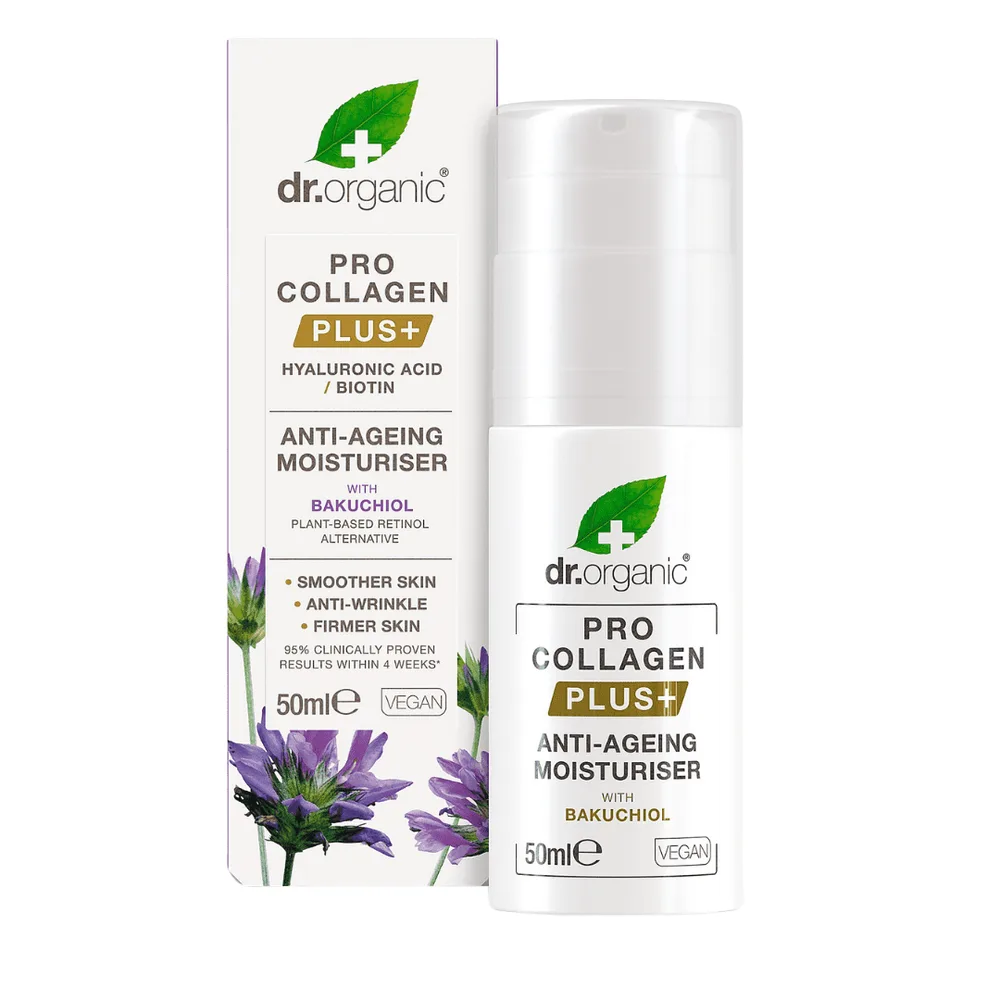 dr.organic®
PRO
COLLAGEN
PLUS+
HYALURONIC ACID
/ BIOTIN
ANTI-AGEING
MOISTURISER
WITH
BAKUCHIOL
PLANT-BASED RETINOL
ALTERNATIVE
• SMOOTHER SKIN
• ANTI-WRINKLE
• FIRMER SKIN
95% CLINICALLY PROVEN
RESULTS WITHIN 4 WEEKS*
50ml℮
VEGAN
dr.organic®
PRO
COLLAGEN
PLUS+
ANTI-AGEING
MOISTURISER
WITH
BAKUCHIOL
50ml℮
VEGAN